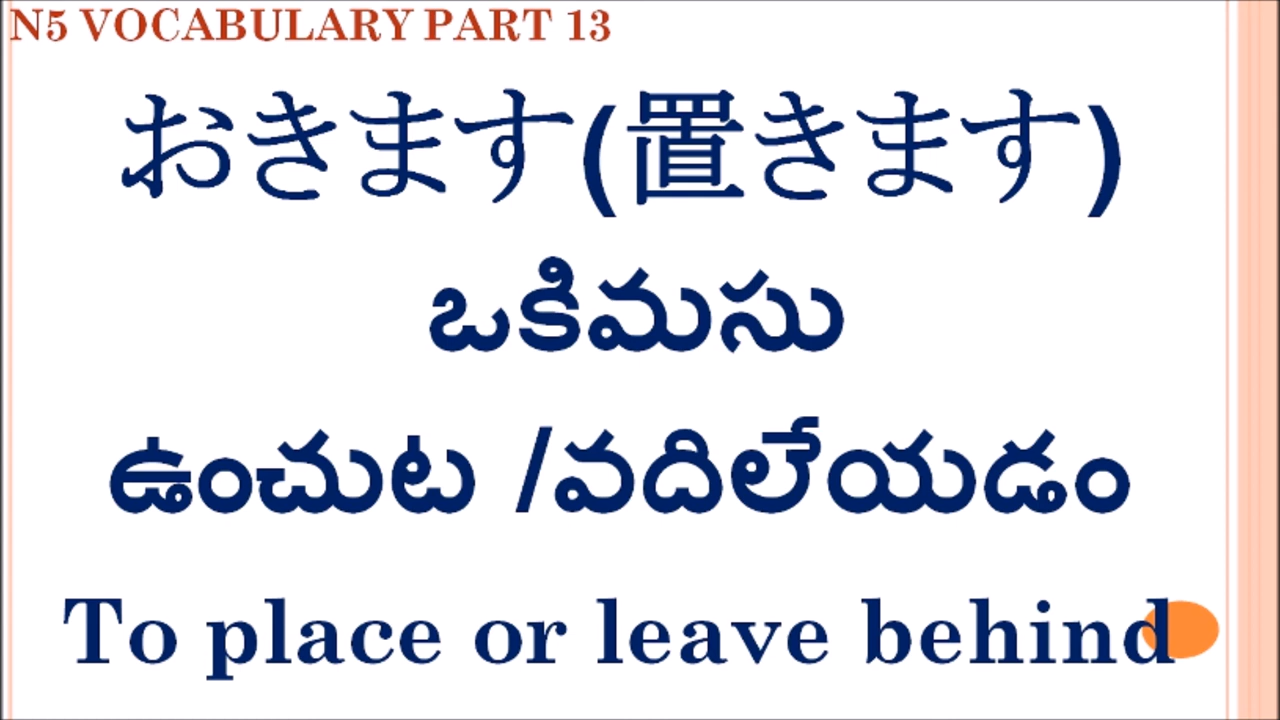 N5 VOCABULARY PART 13
おきます(置きます)
ఒకిమసు
ఉంచుట /వదిలేయడం
To place or leave behind